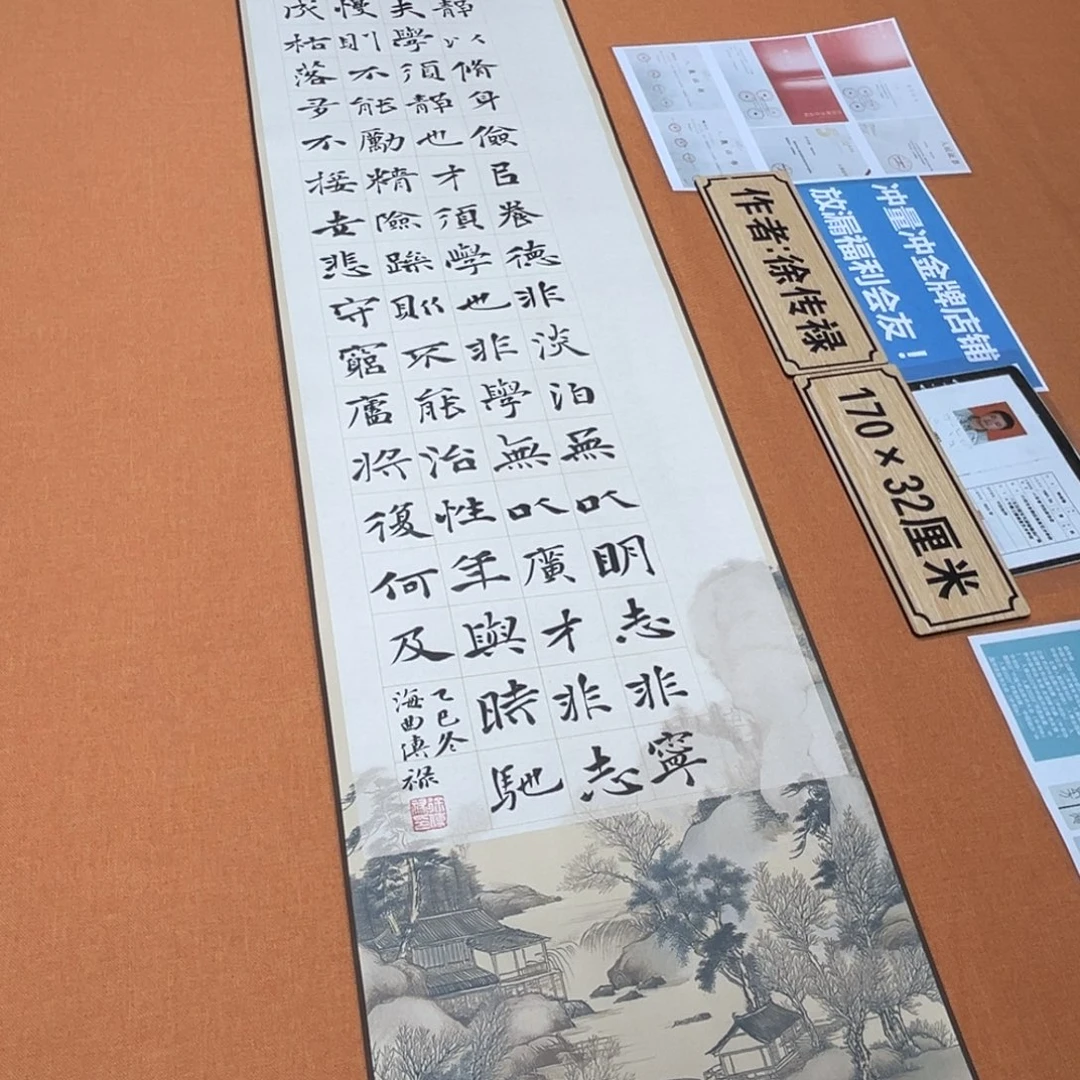 靜以脩身儉㠯養德非淡泊無以明志非寧
夫學須靜也才須學也非學無以廣才非志
慢則不能勵精險躁則不能治性年與時馳
成枯落多不接世悲守窮廬將復何及
乙巳冬
海曲傳禄
作者:徐传禄
170×32厘米
冲量冲金牌店铺
放漏福利会友！